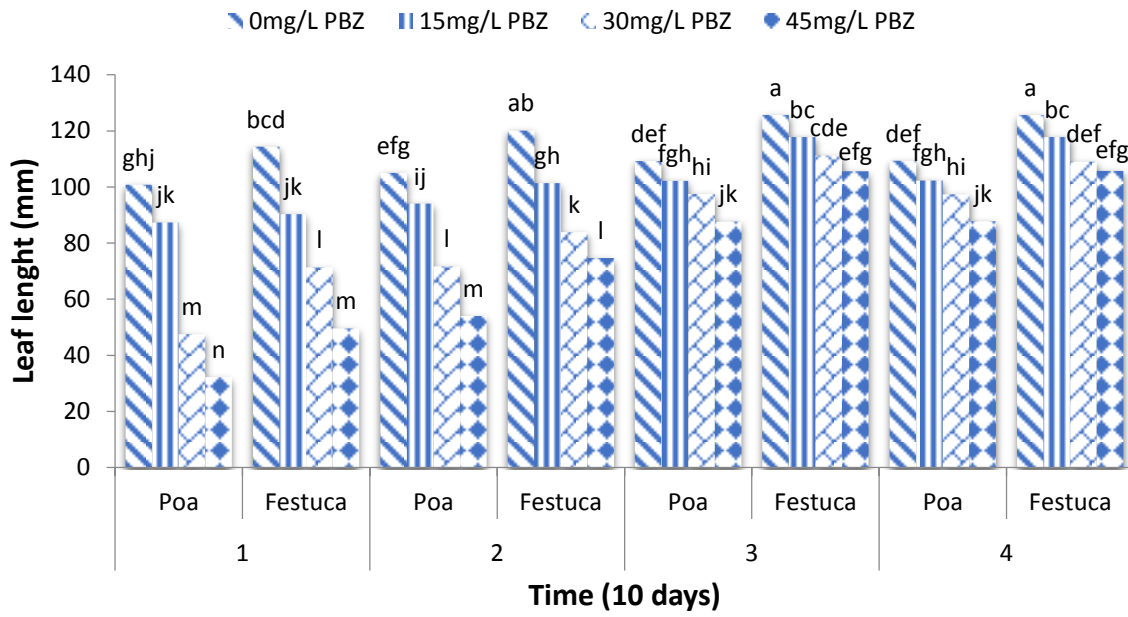 0mg/L PBZ 15mg/L PBZ 30mg/L PBZ 45mg/L PBZ
Leaf lenght (mm)
140
120
100
80
60
40
20
0
ghj jk m n
bcd jk l m
efg ij l m
ab gh k l
def fgh hi jk
a bc cde efg
def fgh hi jk
a bc def efg
Poa Festuca Poa Festuca Poa Festuca Poa Festuca
1 2 3 4
Time (10 days)